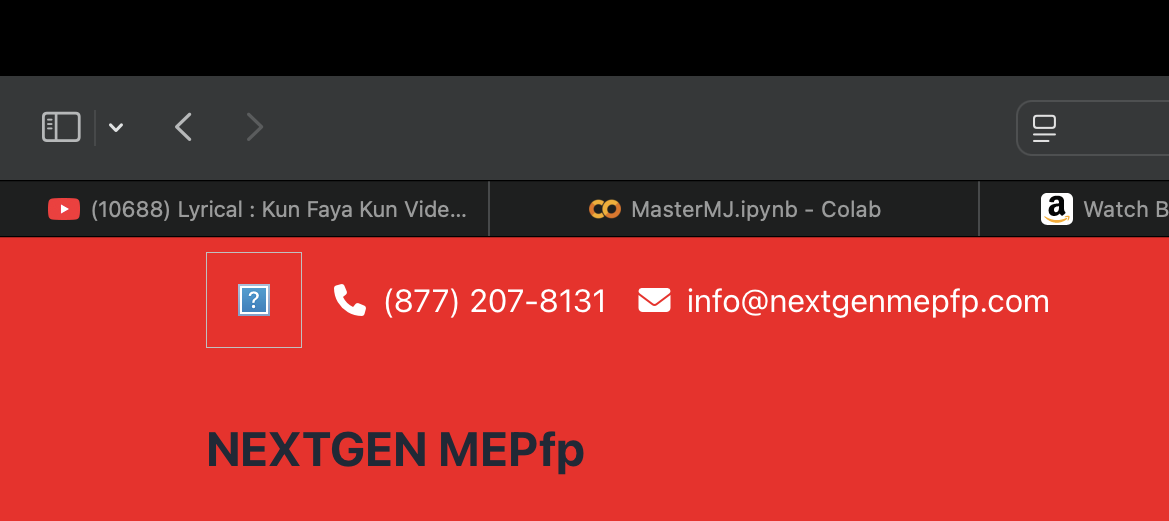 (10688) Lyrical : Kun Faya Kun Vide... MasterMJ.ipynb - Colab Watch B
(877) 207-8131 info@nextgenmepfp.com
NEXTGEN MEPfp